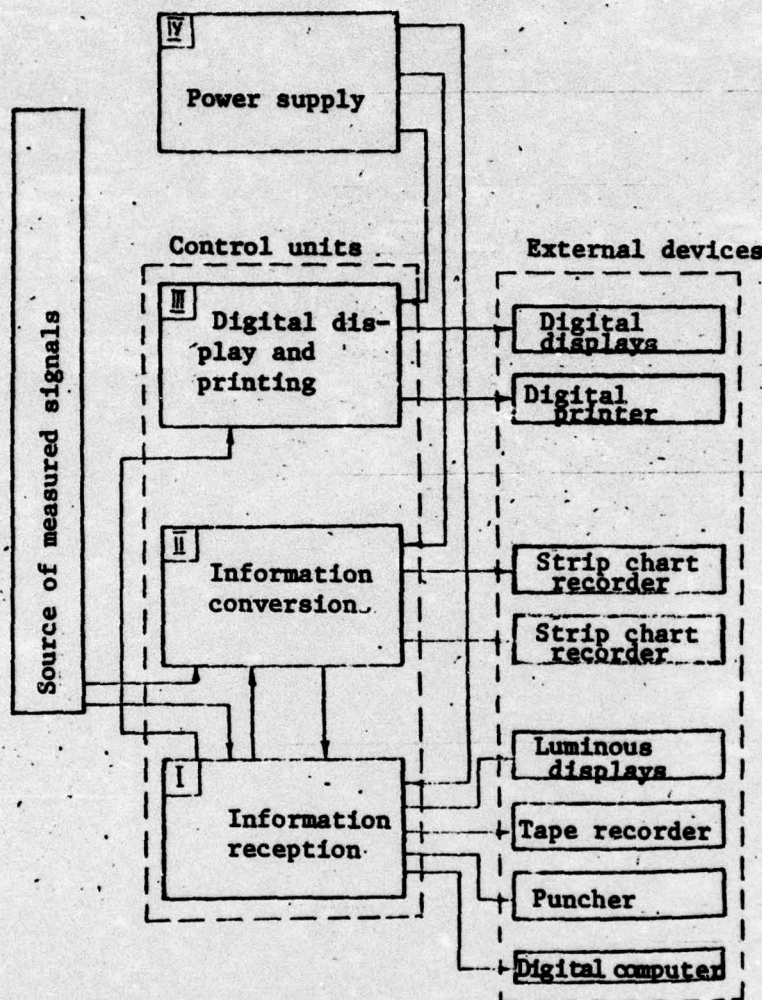 IV
Power supply
Control units
External devices
Source of measured signals
III
Digital dis-
play and
printing
Digital
displays
Digital
printer
II
Information
conversion
Strip chart
recorder
Strip chart
recorder
I
Information
reception
Luminous
displays
Tape recorder
Puncher
Digital computer